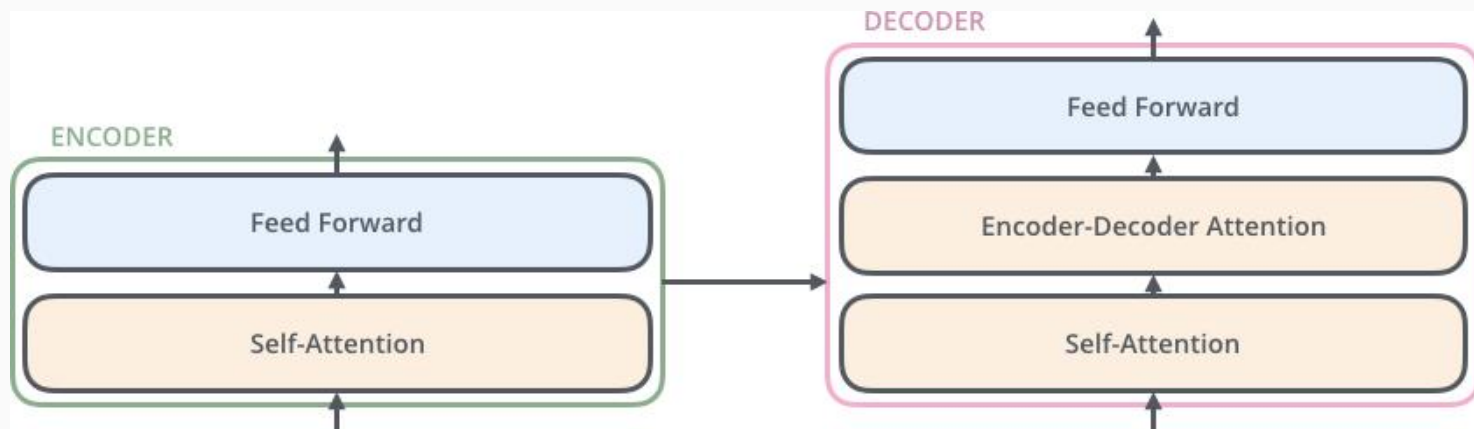 ENCODER
Feed Forward
Self-Attention
DECODER
Feed Forward
Encoder-Decoder Attention
Self-Attention